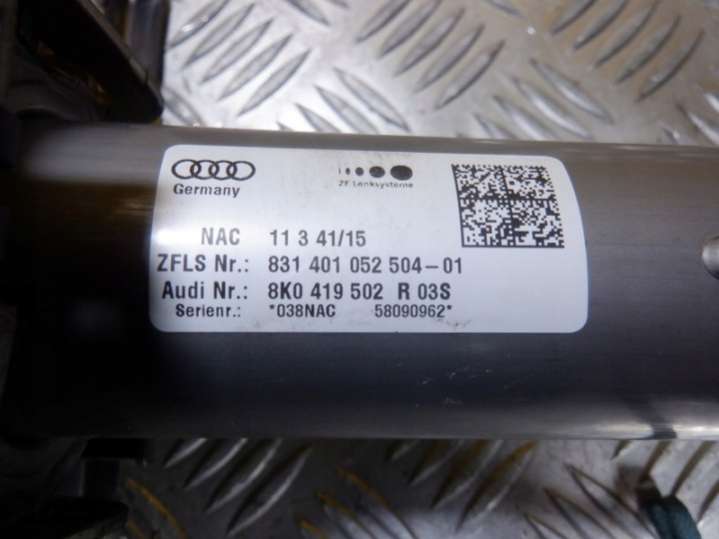 Germany
ZF Lenksysteme
NAC 11 3 41/15
ZFLS Nr.: 831 401 052 504-01
Audi Nr.: 8K0 419 502 R 03S
Serienr.: *038NAC 58090962*